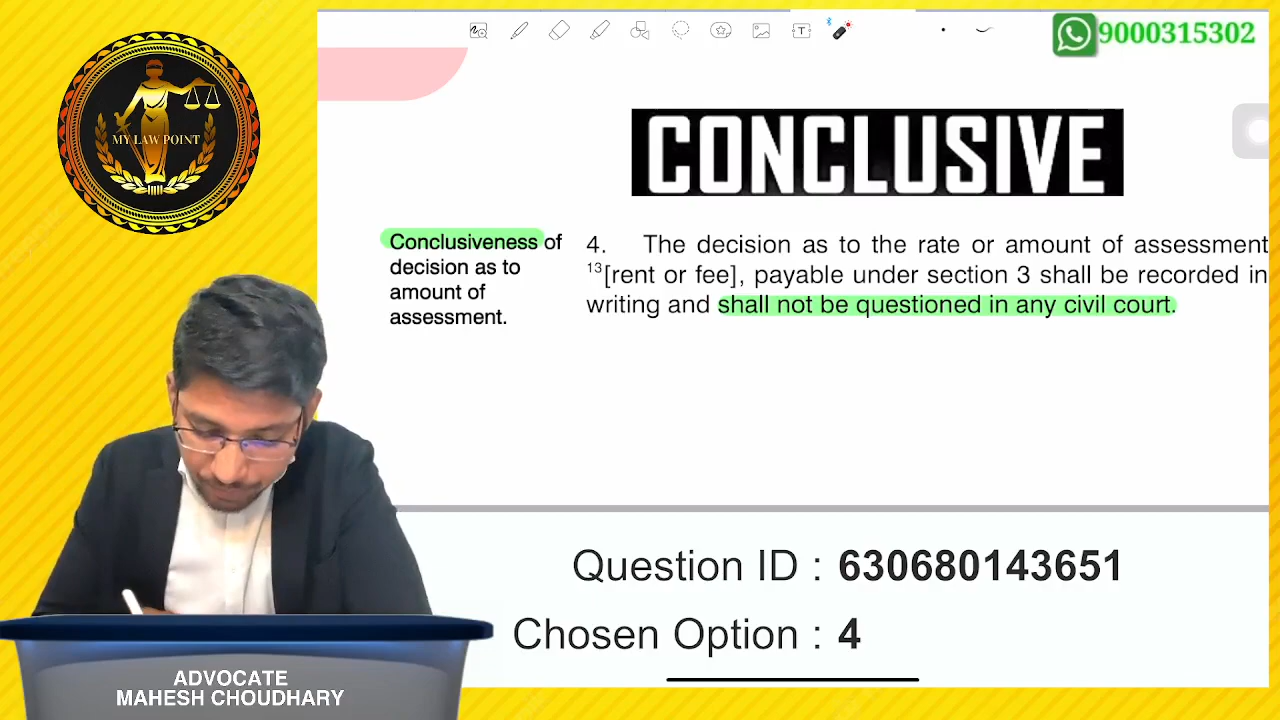 9000315302
MY LAW POINT
CONCLUSIVE
Conclusiveness of
decision as to
amount of
assessment.
4. The decision as to the rate or amount of assessment
13[rent or fee], payable under section 3 shall be recorded in
writing and shall not be questioned in any civil court.
Question ID : 630680143651
Chosen Option : 4
ADVOCATE
MAHESH CHOUDHARY